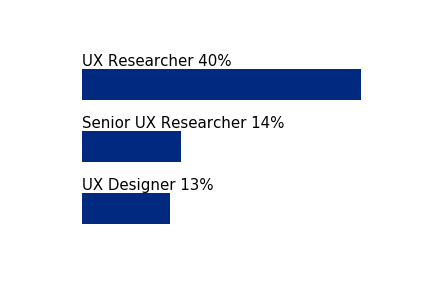 UX Researcher 40%
Senior UX Researcher 14%
UX Designer 13%